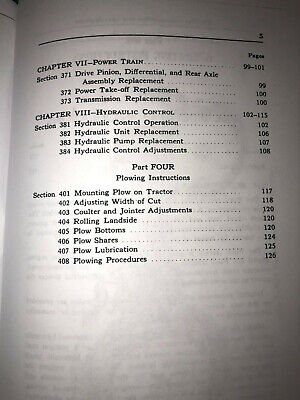 5
Pages
CHAPTER VII—POWER TRAIN 99-101
Section 371 Drive Pinion, Differential, and Rear Axle
Assembly Replacement 99
372 Power Take-off Replacement 100
373 Transmission Replacement 100
CHAPTER VIII—HYDRAULIC CONTROL 102-115
Section 381 Hydraulic Control Operation 102
382 Hydraulic Unit Replacement 106
383 Hydraulic Pump Replacement 107
384 Hydraulic Control Adjustments 108
Part FOUR
Plowing Instructions
Section 401 Mounting Plow on Tractor 117
402 Adjusting Width of Cut 118
403 Coulter and Jointer Adjustments 120
404 Rolling Landside 120
405 Plow Bottoms 120
406 Plow Shares 124
407 Plow Lubrication 125
408 Plowing Procedures 126